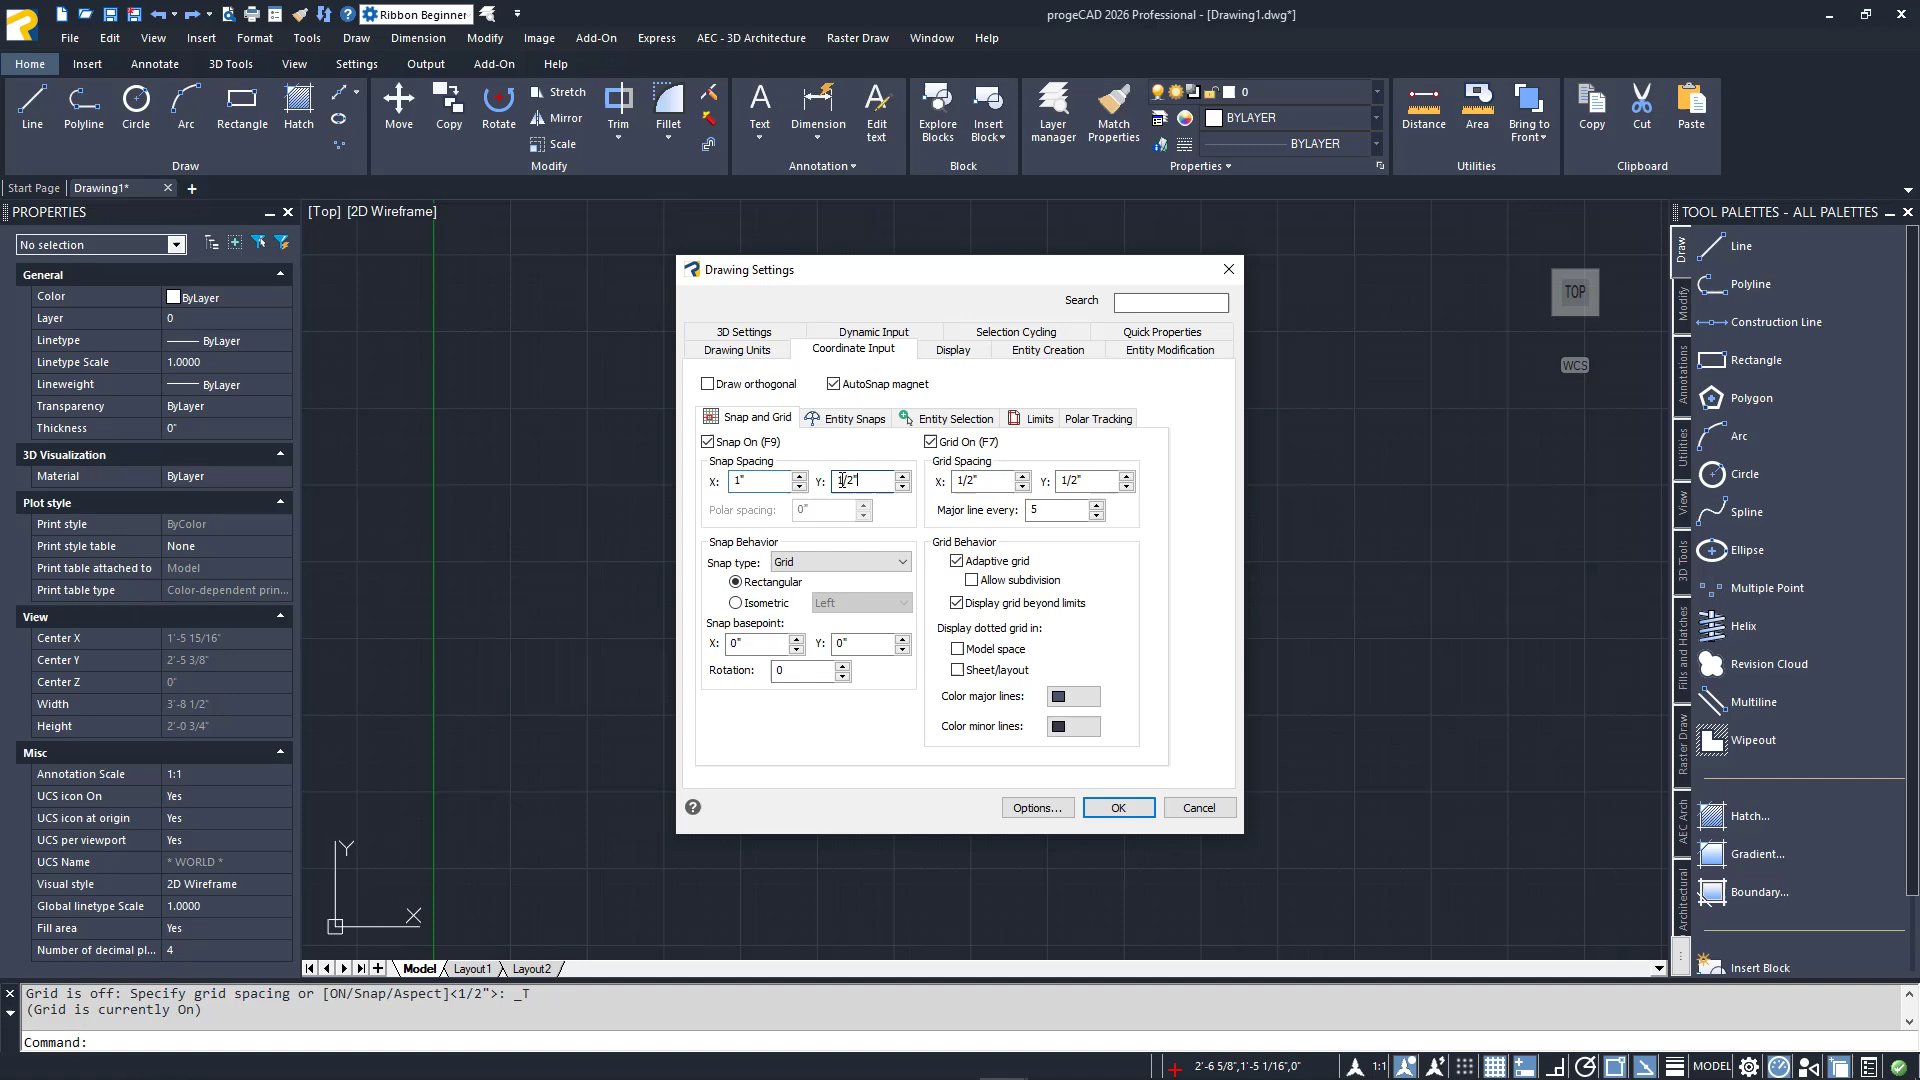 Ribbon Beginner
progeCAD 2026 Professional - [Drawing1.dwg*]
File Edit View Insert Format Tools Draw Dimension Modify Image Add-On Express AEC - 3D Architecture Raster Draw Window Help
Home Insert Annotate 3D Tools View Settings Output Add-On Help
Line Polyline Circle Arc Rectangle Hatch
Move Copy Rotate Stretch Mirror Scale Trim Fillet
Text Dimension Edit text
Explore Blocks Insert Block
Layer manager Match Properties 0 BYLAYER BYLAYER
Distance Area Bring to Front
Copy Cut Paste
Draw Modify Annotation Block Properties Utilities Clipboard
Start Page Drawing1*
PROPERTIES
No selection
General
Color ByLayer
Layer 0
Linetype ByLayer
Linetype Scale 1.0000
Lineweight ByLayer
Transparency ByLayer
Thickness 0"
3D Visualization
Material ByLayer
Plot style
Print style ByColor
Print style table None
Print table attached to Model
Print table type Color-dependent prin...
View
Center X 1'-5 15/16"
Center Y 2'-5 3/8"
Center Z 0"
Width 3'-8 1/2"
Height 2'-0 3/4"
Misc
Annotation Scale 1:1
UCS icon On Yes
UCS icon at origin Yes
UCS per viewport Yes
UCS Name * WORLD *
Visual style 2D Wireframe
Global linetype Scale 1.0000
Fill area Yes
Number of decimal pl... 4
[Top] [2D Wireframe]
TOP
WCS
Y
X
Drawing Settings
Search
3D Settings Dynamic Input Selection Cycling Quick Properties
Drawing Units Coordinate Input Display Entity Creation Entity Modification
Draw orthogonal AutoSnap magnet
Snap and Grid Entity Snaps Entity Selection Limits Polar Tracking
Snap On (F9) Grid On (F7)
Snap Spacing Grid Spacing
X: 1" Y: 1/2" X: 1/2" Y: 1/2"
Polar spacing: 0" Major line every: 5
Snap Behavior Grid Behavior
Snap type: Grid Adaptive grid
Rectangular Allow subdivision
Isometric Left Display grid beyond limits
Snap basepoint: Display dotted grid in:
X: 0" Y: 0" Model space
Rotation: 0 Sheet/layout
Color major lines:
Color minor lines:
Options... OK Cancel
TOOL PALETTES - ALL PALETTES
Draw
Modify
Annotations
Utilities
View
3D Tools
Fills and Hatches
Raster Draw
AEC Arch
Architectural
Line
Polyline
Construction Line
Rectangle
Polygon
Arc
Circle
Spline
Ellipse
Multiple Point
Helix
Revision Cloud
Multiline
Wipeout
Hatch...
Gradient...
Boundary...
Insert Block
Model Layout1 Layout2
Grid is off: Specify grid spacing or [ON/Snap/Aspect]<1/2">: _T
(Grid is currently On)
Command:
2'-6 5/8",1'-5 1/16",0" 1:1 MODEL